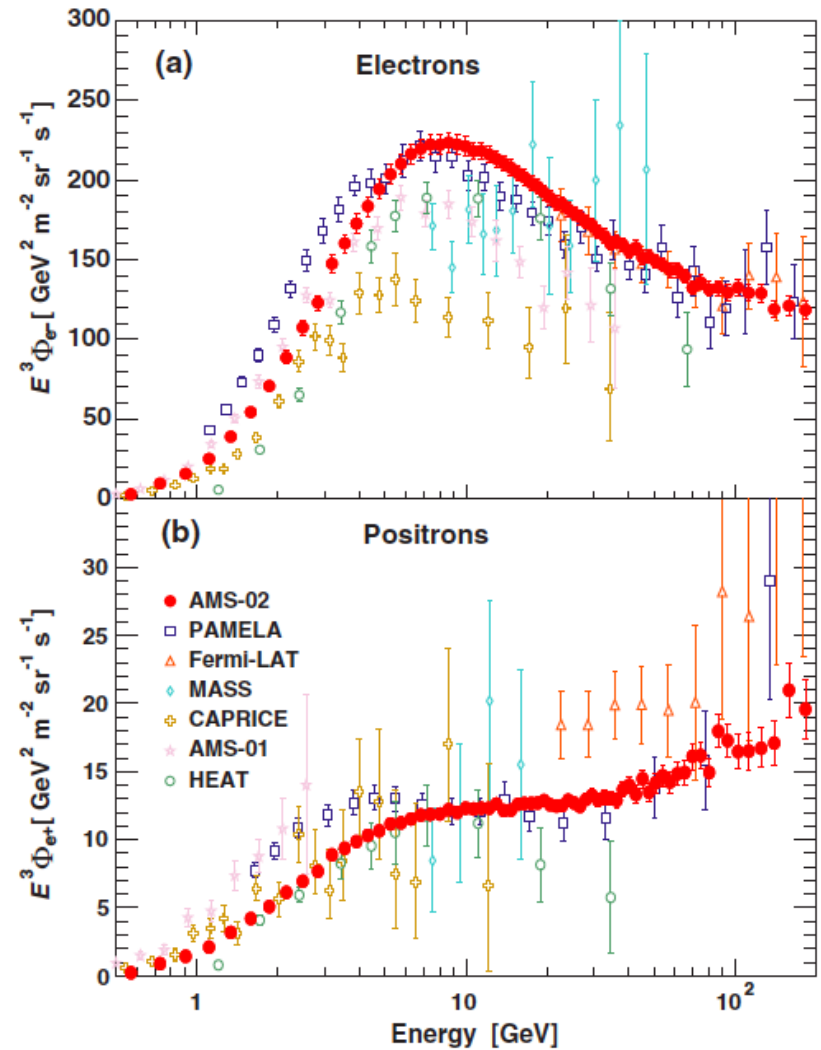 (a) Electrons
300
250
200
150
100
50
0
E³Φe-[ GeV² m⁻² sr⁻¹ s⁻¹]
(b) Positrons
AMS-02
PAMELA
Fermi-LAT
MASS
CAPRICE
AMS-01
HEAT
30
25
20
15
10
5
0
E³Φe+[ GeV² m⁻² sr⁻¹ s⁻¹]
1 10 10²
Energy [GeV]